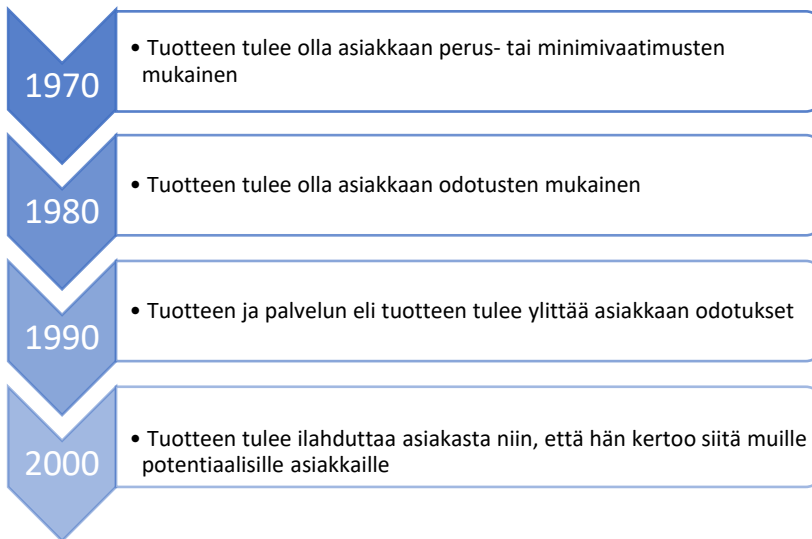 1970
• Tuotteen tulee olla asiakkaan perus- tai minimivaatimusten
mukainen
1980
• Tuotteen tulee olla asiakkaan odotusten mukainen
1990
• Tuotteen ja palvelun eli tuotteen tulee ylittää asiakkaan odotukset
2000
• Tuotteen tulee ilahduttaa asiakasta niin, että hän kertoo siitä muille
potentiaalisille asiakkaille